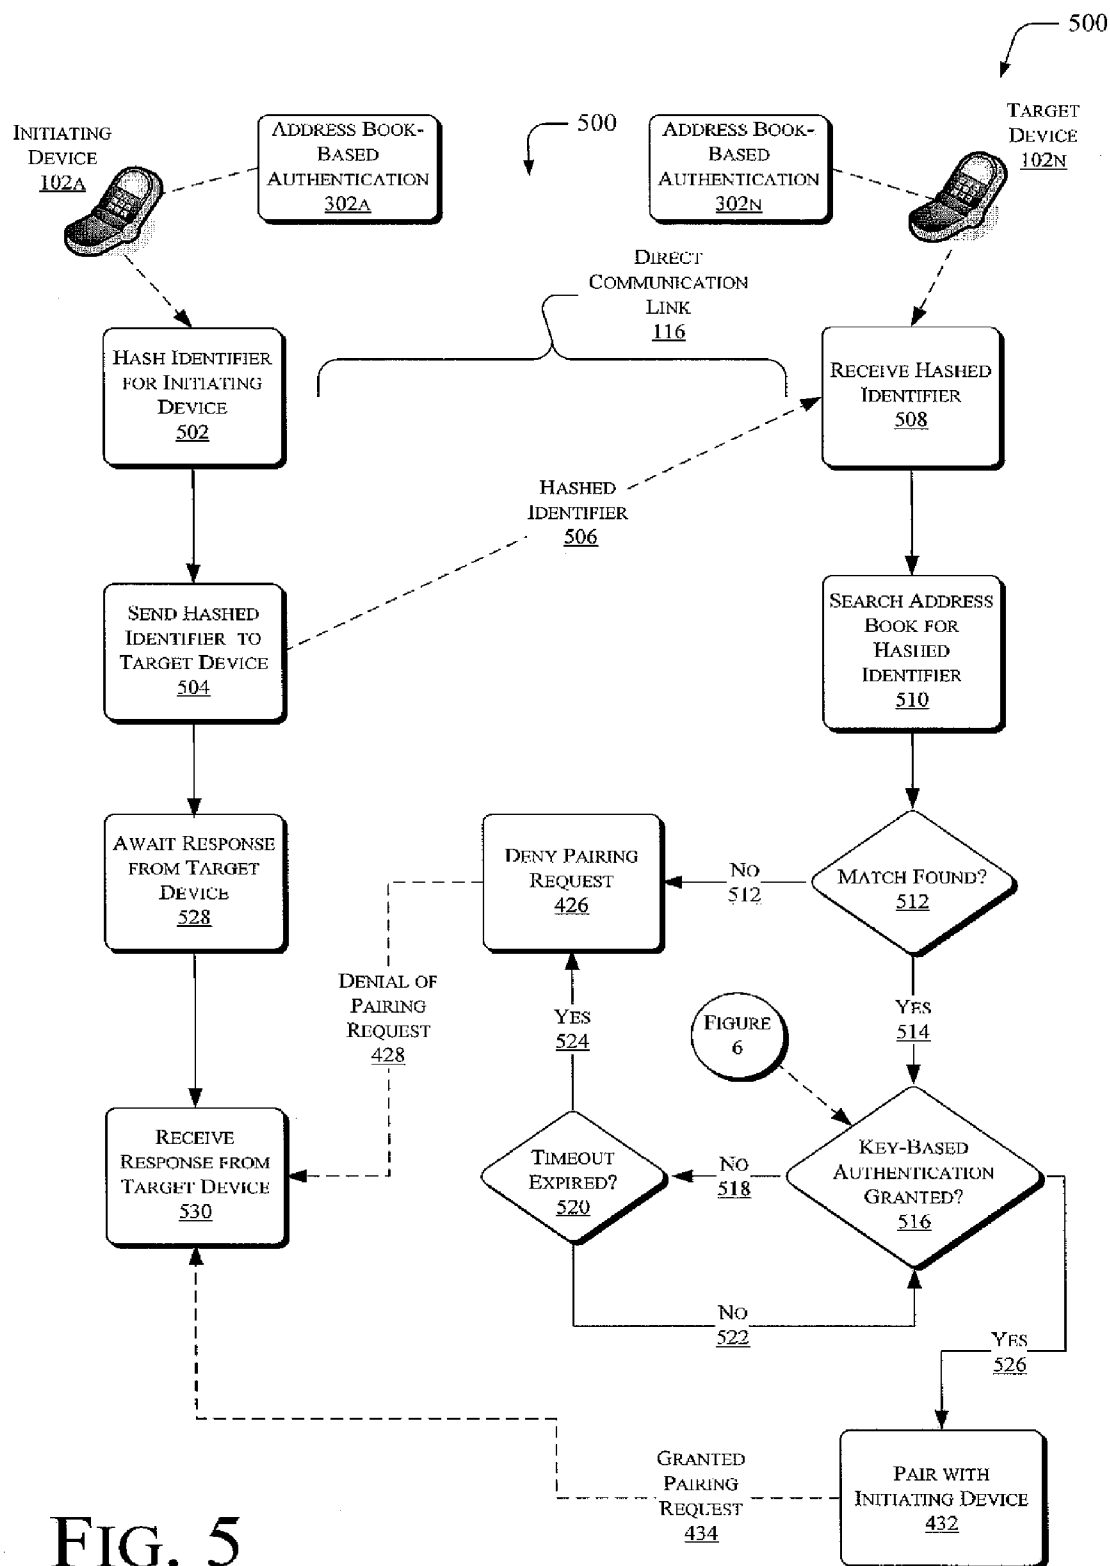 500
INITIATING
DEVICE
102A
ADDRESS BOOK-
BASED
AUTHENTICATION
302A
500
ADDRESS BOOK-
BASED
AUTHENTICATION
302N
TARGET
DEVICE
102N
DIRECT
COMMUNICATION
LINK
116
HASH IDENTIFIER
FOR INITIATING
DEVICE
502
RECEIVE HASHED
IDENTIFIER
508
HASHED
IDENTIFIER
506
SEND HASHED
IDENTIFIER TO
TARGET DEVICE
504
SEARCH ADDRESS
BOOK FOR
HASHED
IDENTIFIER
510
AWAIT RESPONSE
FROM TARGET
DEVICE
528
DENY PAIRING
REQUEST
426
NO
512
MATCH FOUND?
512
DENIAL OF
PAIRING
REQUEST
428
YES
524
FIGURE
6
YES
514
RECEIVE
RESPONSE FROM
TARGET DEVICE
530
TIMEOUT
EXPIRED?
520
NO
518
KEY-BASED
AUTHENTICATION
GRANTED?
516
NO
522
YES
526
GRANTED
PAIRING
REQUEST
434
PAIR WITH
INITIATING DEVICE
432
FIG. 5